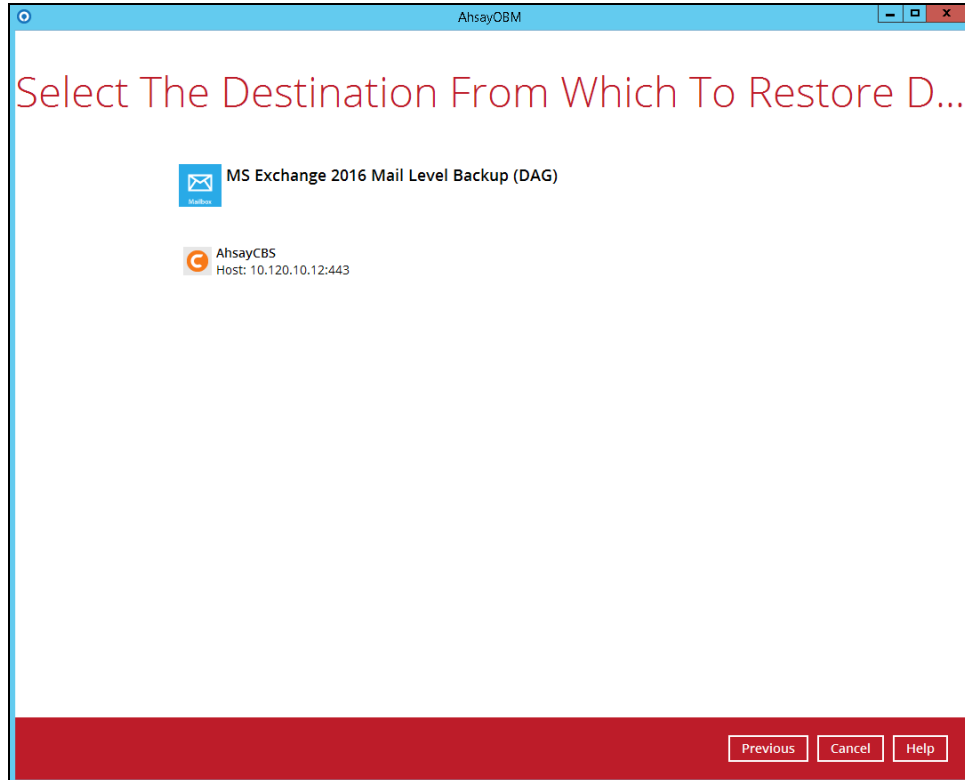 AhsayOBM
Select The Destination From Which To Restore D...
MS Exchange 2016 Mail Level Backup (DAG)
Mailbox
AhsayCBS
Host: 10.120.10.12:443
Previous
Cancel
Help